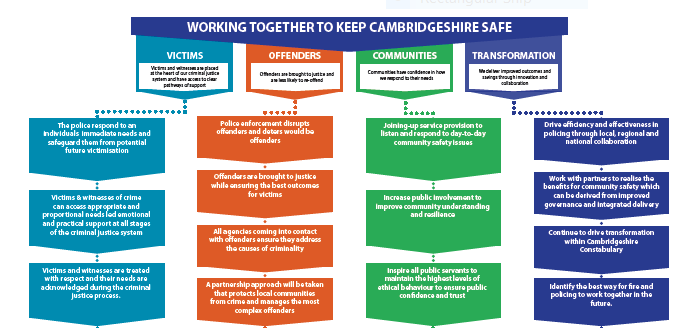 WORKING TOGETHER TO KEEP CAMBRIDGESHIRE SAFE
VICTIMS
Victims and witnesses are placed
at the heart of our criminal justice
system and have access to clear
pathways of support
OFFENDERS
Offenders are brought to justice and
are less likely to re-offend
COMMUNITIES
Communities have confidence in how
we respond to their needs
TRANSFORMATION
We deliver improved outcomes and
savings through innovation and
collaboration
The police respond to an
individuals immediate needs and
safeguard them from potential
future victimisation
Victims & witnesses of crime
can access appropriate and
proportional needs led emotional
and practical support at all stages
of the criminal justice system
Victims and witnesses are treated
with respect and their needs are
acknowledged during the criminal
justice process.
Police enforcement disrupts
offenders and deters would be
offenders
Offenders are brought to justice
while ensuring the best outcomes
for victims
All agencies coming into contact
with offenders ensure they address
the causes of criminality
A partnership approach will be taken
that protects local communities
from crime and manages the most
complex offenders
Joining-up service provision to
listen and respond to day-to-day
community safety issues
Increase public involvement to
improve community understanding
and resilience
Inspire all public servants to
maintain the highest levels of
ethical behaviour to ensure public
confidence and trust
Drive efficiency and effectiveness in
policing through local, regional and
national collaboration
Work with partners to realise the
benefits for community safety which
can be derived from improved
governance and integrated delivery
Continue to drive transformation
within Cambridgeshire
Constabulary
Identify the best way for fire and
policing to work together in the
future.